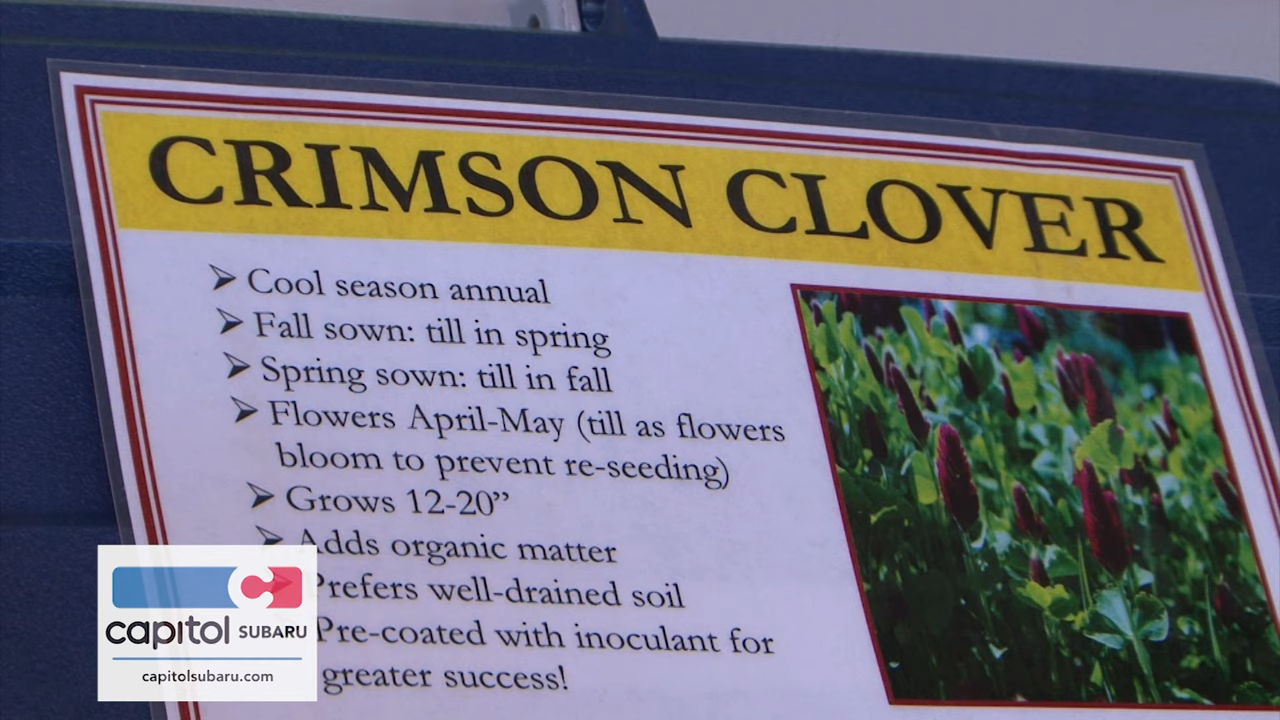 CRIMSON CLOVER
➢ Cool season annual
➢ Fall sown: till in spring
➢ Spring sown: till in fall
➢ Flowers April-May (till as flowers
bloom to prevent re-seeding)
➢ Grows 12-20”
➢ Adds organic matter
Prefers well-drained soil
Pre-coated with inoculant for
greater success!
capitol SUBARU
capitolsubaru.com